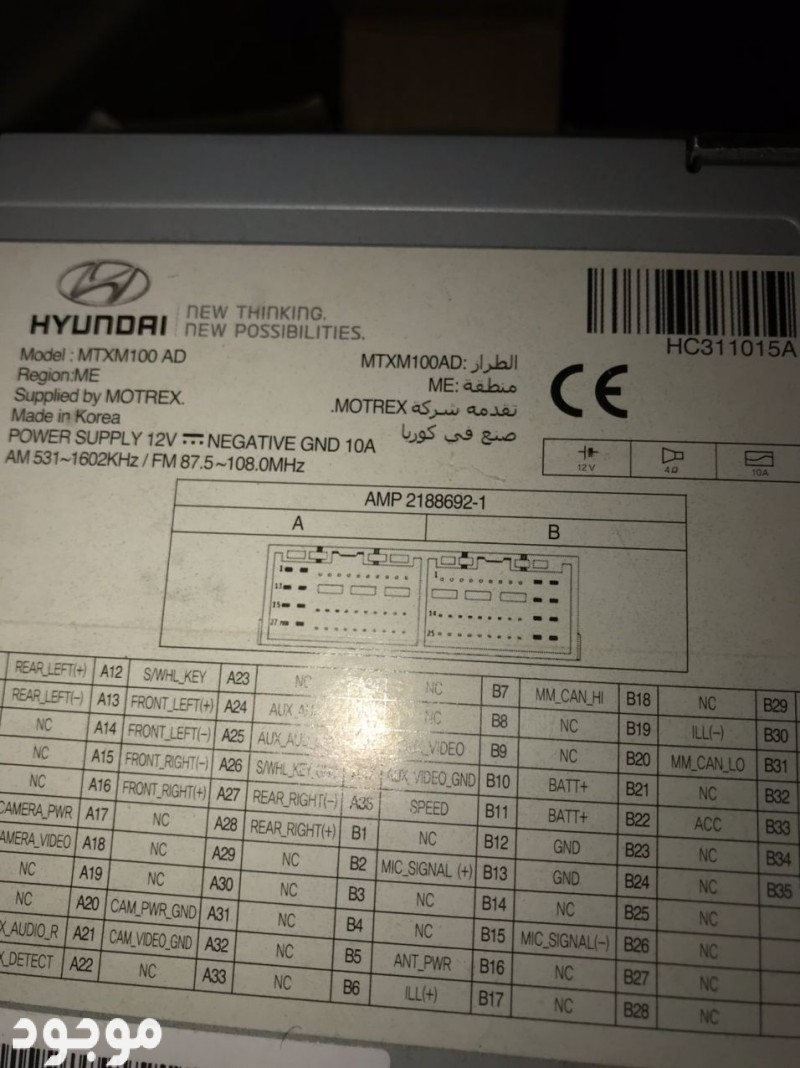 HYUNDAI
NEW THINKING.
NEW POSSIBILITIES.
HC311015A
Model : MTXM100 AD
Region:ME
Supplied by MOTREX.
Made in Korea
POWER SUPPLY 12V NEGATIVE GND 10A
AM 531~1602KHz / FM 87.5~108.0MHz
الطراز: MTXM100AD
منطقة: ME
تقدمه شركة MOTREX.
صنع في كوريا
CE
12V 4Ω 10A
AMP 2188692-1
A B
REAR_LEFT(+) A12 S/WHL_KEY A23 NC NC B7 MM_CAN_HI B18 NC B29
REAR_LEFT(-) A13 FRONT_LEFT(+) A24 NC B8 NC B19 ILL(-) B30
NC A14 FRONT_LEFT(-) A25 VIDEO B9 NC B20 MM_CAN_LO B31
NC A15 FRONT_RIGHT(-) A26 S/WHL_KEY AUX_VIDEO_GND B10 BATT+ B21 NC B32
NC A16 FRONT_RIGHT(+) A27 REAR_RIGHT(-) A35 SPEED B11 BATT+ B22 ACC B33
CAMERA_PWR A17 NC A28 REAR_RIGHT(+) B1 NC B12 GND B23 NC B34
AMERA_VIDEO A18 NC A29 NC B2 MIC_SIGNAL (+) B13 GND B24 NC B35
NC A19 NC A30 NC B3 NC B14 NC B25 NC
NC A20 CAM_PWR_GND A31 NC B4 NC B15 MIC_SIGNAL(-) B26 NC
X_AUDIO_R A21 CAM_VIDEO_GND A32 NC B5 ANT_PWR B16 NC B27 NC
X_DETECT A22 NC A33 NC B6 ILL(+) B17 NC B28 NC
موجود